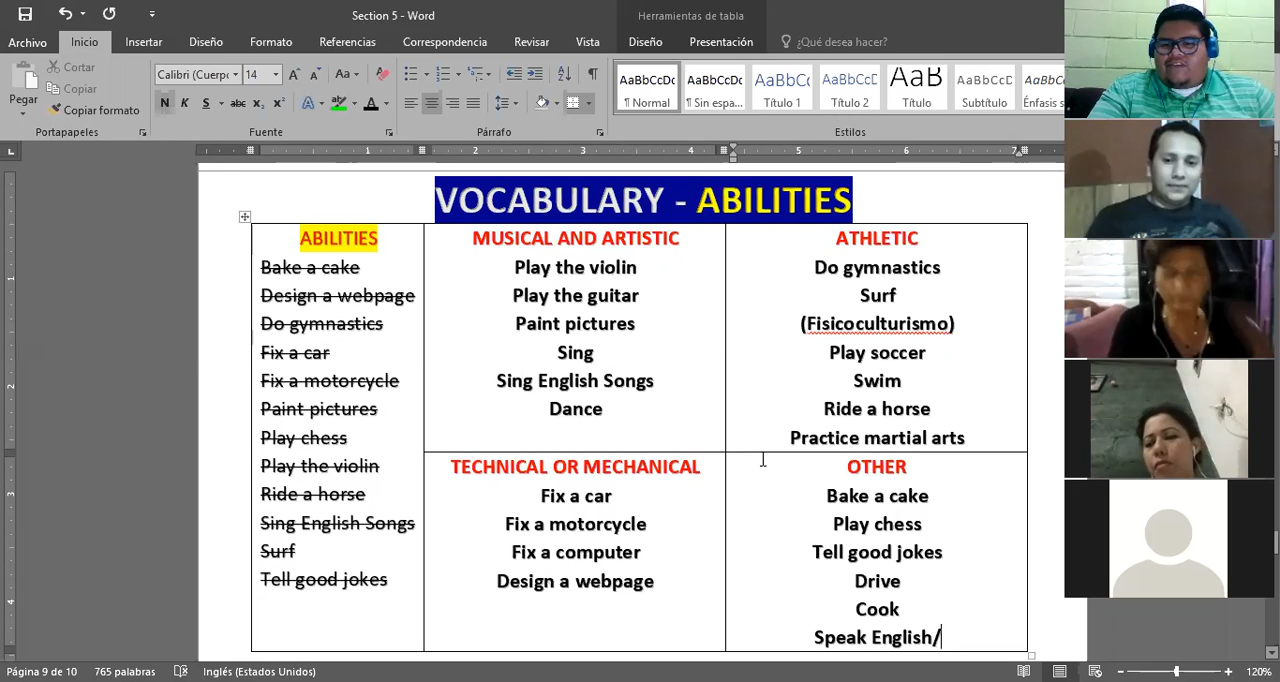 Section 5 - Word
Herramientas de tabla
Archivo
Inicio
Insertar
Diseño
Formato
Referencias
Correspondencia
Revisar
Vista
Diseño
Presentación
¿Qué desea hacer?
Pegar
Cortar
Copiar
Copiar formato
Portapapeles
Calibri (Cuerpo
14
Fuente
Párrafo
AaBbCcDc
¶ Normal
AaBbCcDc
¶ Sin espa...
AaBbCcD
Título 1
AaBbCcD
Título 2
AaB
Título
AaBbCcD
Subtítulo
AaBbCcD
Énfasis s
Estilos
VOCABULARY - ABILITIES
ABILITIES
Bake a cake
Design a webpage
Do gymnastics
Fix a car
Fix a motorcycle
Paint pictures
Play chess
Play the violin
Ride a horse
Sing English Songs
Surf
Tell good jokes
MUSICAL AND ARTISTIC
Play the violin
Play the guitar
Paint pictures
Sing
Sing English Songs
Dance
ATHLETIC
Do gymnastics
Surf
(Fisicoculturismo)
Play soccer
Swim
Ride a horse
Practice martial arts
TECHNICAL OR MECHANICAL
Fix a car
Fix a motorcycle
Fix a computer
Design a webpage
OTHER
Bake a cake
Play chess
Tell good jokes
Drive
Cook
Speak English/
Página 9 de 10
765 palabras
Inglés (Estados Unidos)
120%